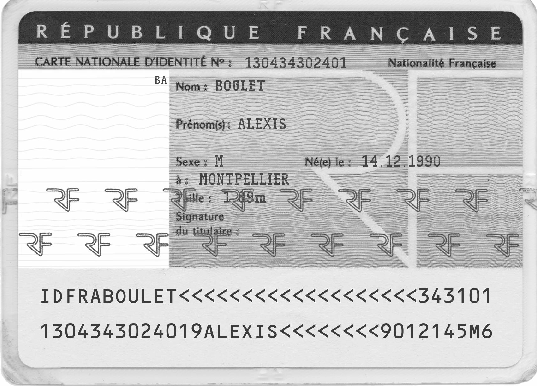 RÉPUBLIQUE FRANÇAISE
CARTE NATIONALE D'IDENTITÉ Nº : 130434302401 Nationalité Française
BA
Nom : BOULET
Prénom(s) : ALEXIS
Sexe : M Né(e) le : 14.12.1990
à : MONTPELLIER
Taille : 1,89m
Signature
du titulaire :
RF RF RF RF RF RF RF RF
RF RF RF RF RF RF RF RF
IDFRABOULET<<<<<<<<<<<<<<<<<<<343101
1304343024019ALEXIS<<<<<<<<9012145M6